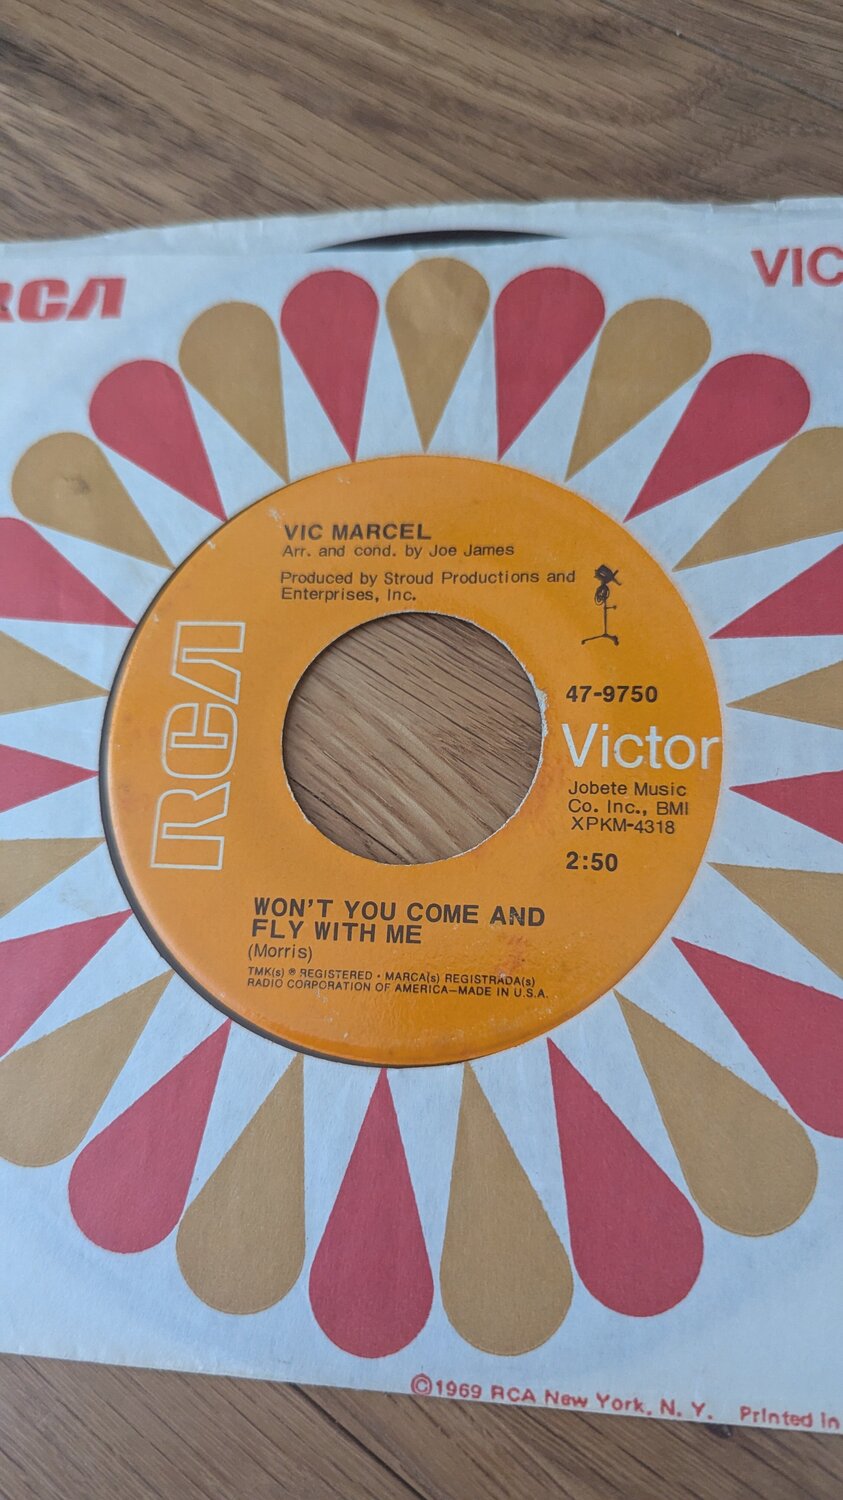 RCA
VIC
VIC MARCEL
Arr. and cond. by Joe James
Produced by Stroud Productions and
Enterprises, Inc.
RCA
47-9750
Victor
Jobete Music
Co. Inc., BMI
XPKM-4318
2:50
WON'T YOU COME AND
FLY WITH ME
(Morris)
TMK(s) ® REGISTERED • MARCA(s) REGISTRADA(s)
RADIO CORPORATION OF AMERICA—MADE IN U.S.A.
©1969 RCA New York, N. Y. Printed in